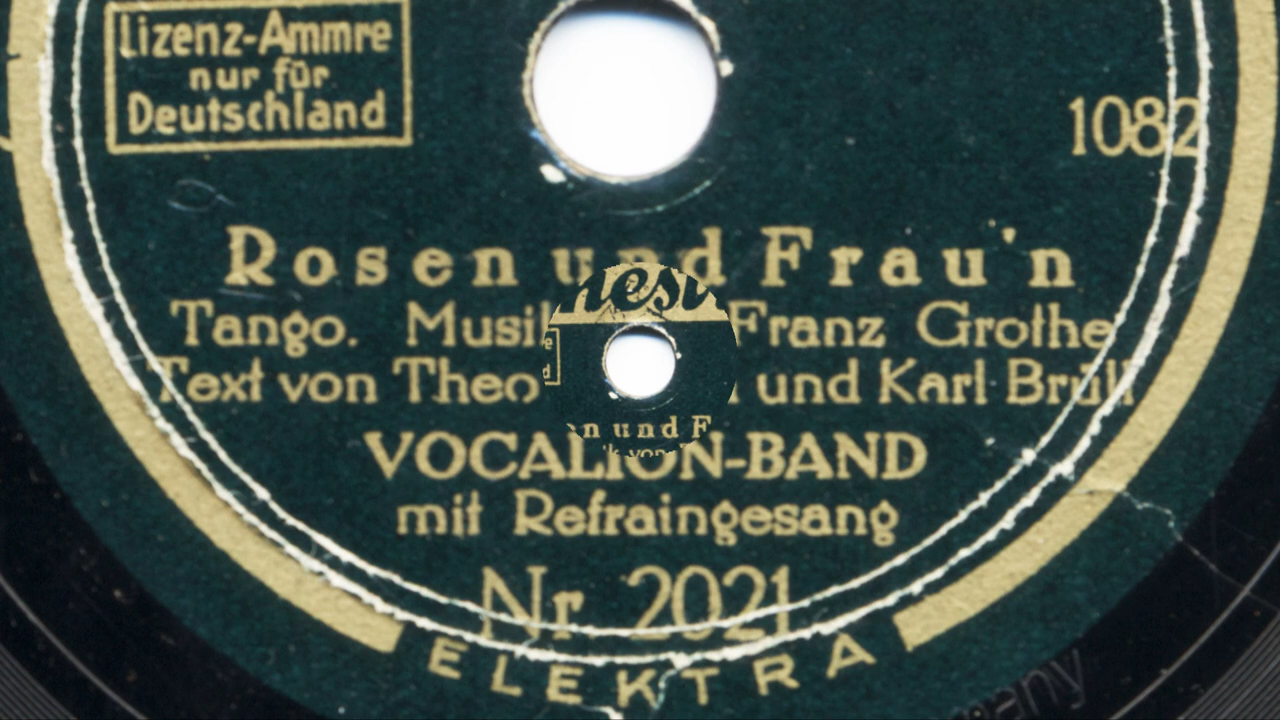 Lizenz-Ammre
nur für
Deutschland
1082
Rosen und Frau'n
Tango. Musik Franz Grothe
Text von Theo und Karl Brüll
VOCALION-BAND
mit Refraingesang
Nr. 2021
ELEKTRA